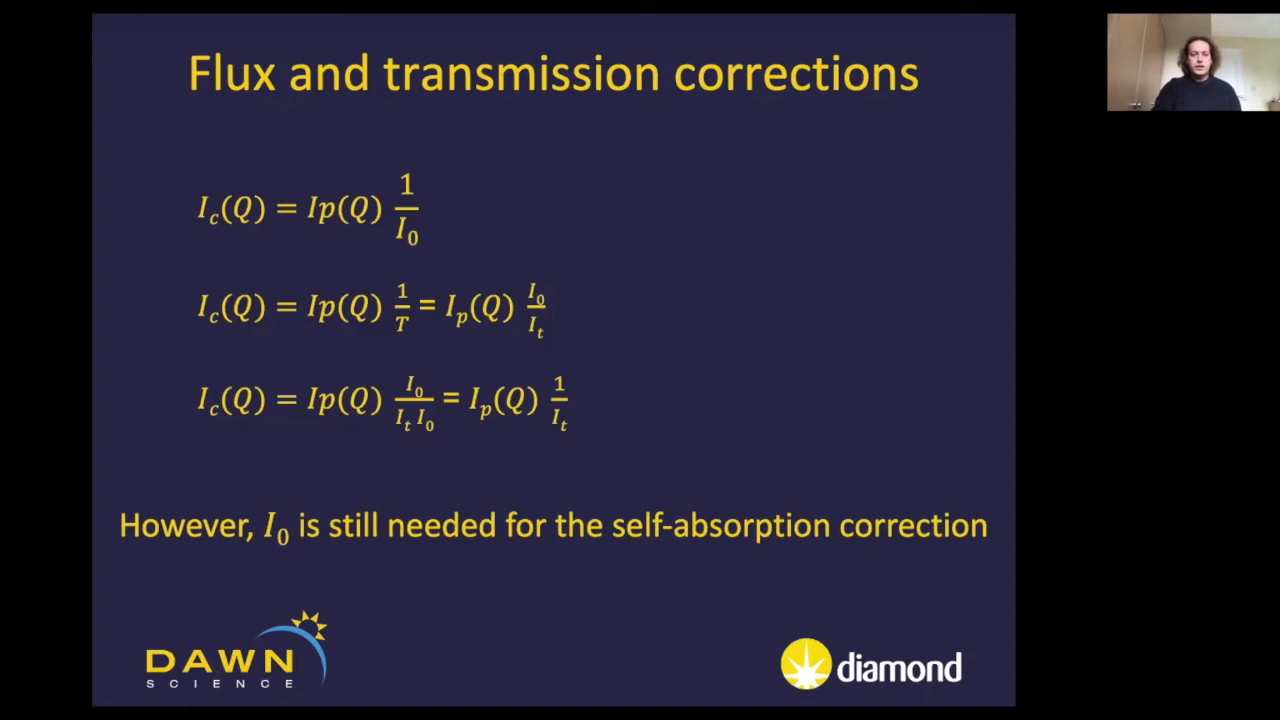 Flux and transmission corrections
I_c(Q) = Ip(Q) 1/I_0
I_c(Q) = Ip(Q) 1/T = I_p(Q) I_0/I_t
I_c(Q) = Ip(Q) I_0/(I_t I_0) = I_p(Q) 1/I_t
However, I_0 is still needed for the self-absorption correction
DAWN
SCIENCE
diamond